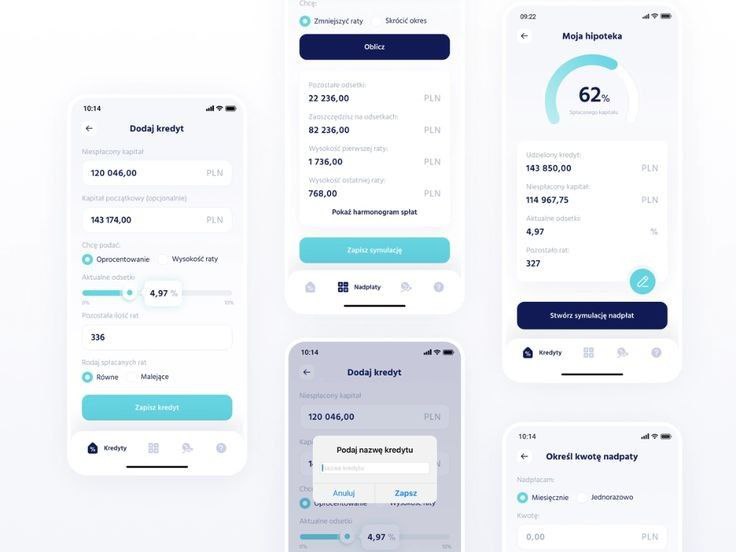 10:14
Dodaj kredyt
Niespłacony kapitał
120 046,00 PLN
Kapitał początkowy (opcjonalnie)
143 174,00 PLN
Chcę podać:
Oprocentowanie Wysokość raty
Aktualne odsetki
4,97 %
0% 10%
Pozostała ilość rat
336
Rodzaj spłacanych rat
Równe Malejące
Zapisz kredyt
Kredyty
Chcę:
Zmniejszyć raty Skrócić okres
Oblicz
Pozostałe odsetki:
22 236,00 PLN
Zaoszczędzisz na odsetkach:
82 236,00 PLN
Wysokość pierwszej raty:
1 736,00 PLN
Wysokość ostatniej raty:
768,00 PLN
Pokaż harmonogram spłat
Zapisz symulację
Nadpłaty
10:14
Dodaj kredyt
Niespłacony kapitał
120 046,00 PLN
Podaj nazwę kredytu
Nazwa kredytu
Anuluj Zapsz
Oprocentowanie Wysokość raty
Aktualne odsetki
4,97 %
0% 10%
09:22
Moja hipoteka
62%
Spłaconego kapitału
Udzielony kredyt:
143 850,00 PLN
Niespłacony kapitał:
114 967,75 PLN
Aktualne odsetki:
4,97 %
Pozostało rat:
327
Stwórz symulację nadpłat
Kredyty
10:14
Określ kwotę nadpaty
Nadpłacam:
Miesięcznie Jednorazowo
Kwotę:
0,00 PLN